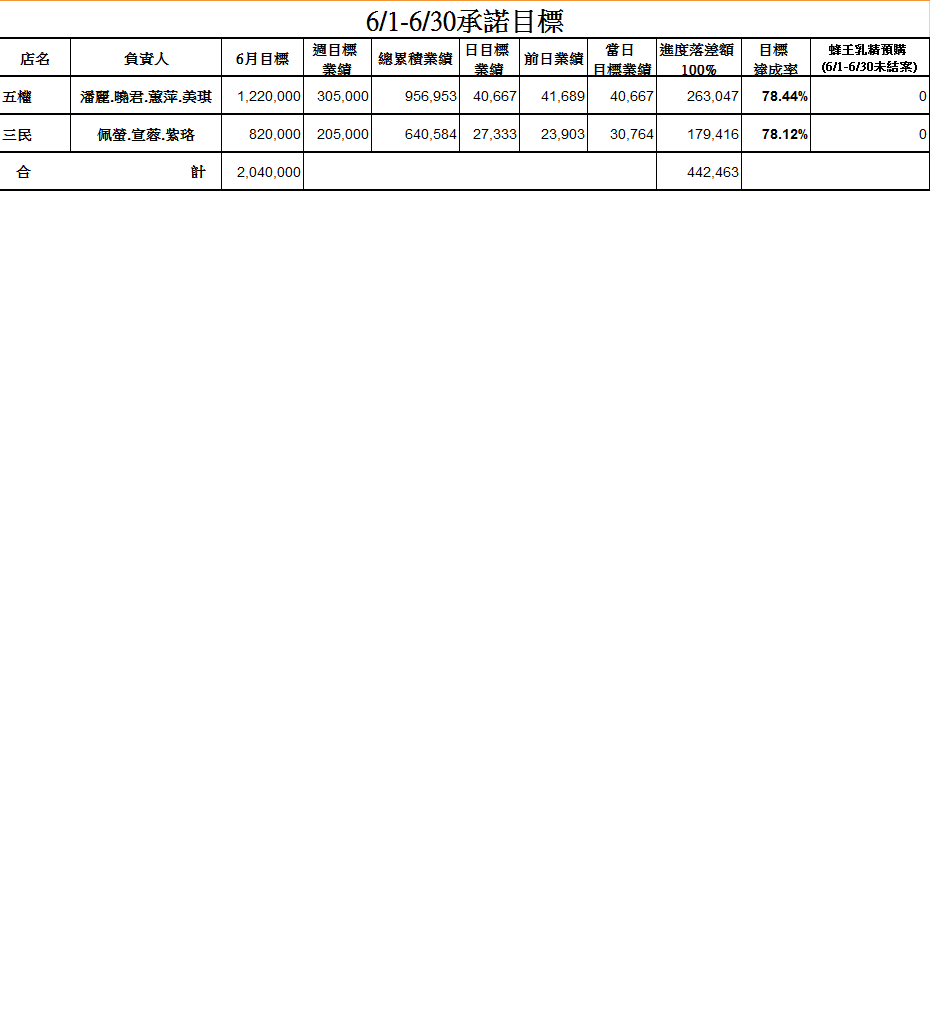 6/1-6/30承諾目標
店名 負責人 6月目標 週目標業績 總累積業績 日目標業績 前日業績 當日目標業績 進度落差額100% 目標達成率 蜂王乳精預購(6/1-6/30未結案)
五權 潘麗.曉君.蕙萍.美琪 1,220,000 305,000 956,953 40,667 41,689 40,667 263,047 78.44% 0
三民 佩螢.宣蓉.紫珞 820,000 205,000 640,584 27,333 23,903 30,764 179,416 78.12% 0
合 計 2,040,000 442,463